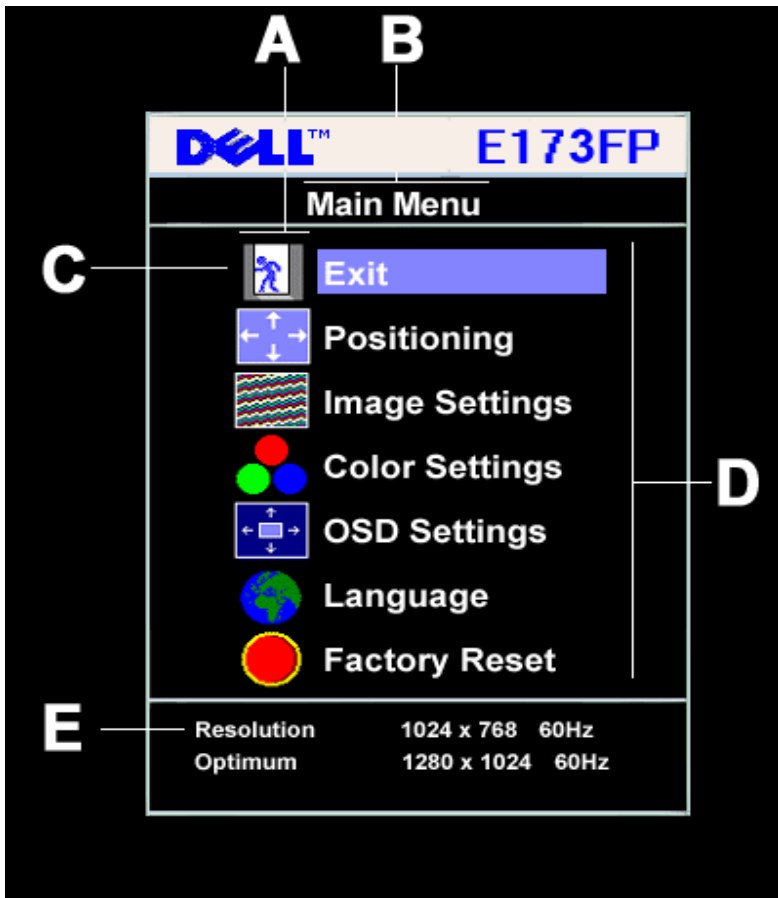 A B
DELL™ E173FP
Main Menu
C
Exit
Positioning
Image Settings
Color Settings
D
OSD Settings
Language
Factory Reset
E
Resolution 1024 x 768 60Hz
Optimum 1280 x 1024 60Hz